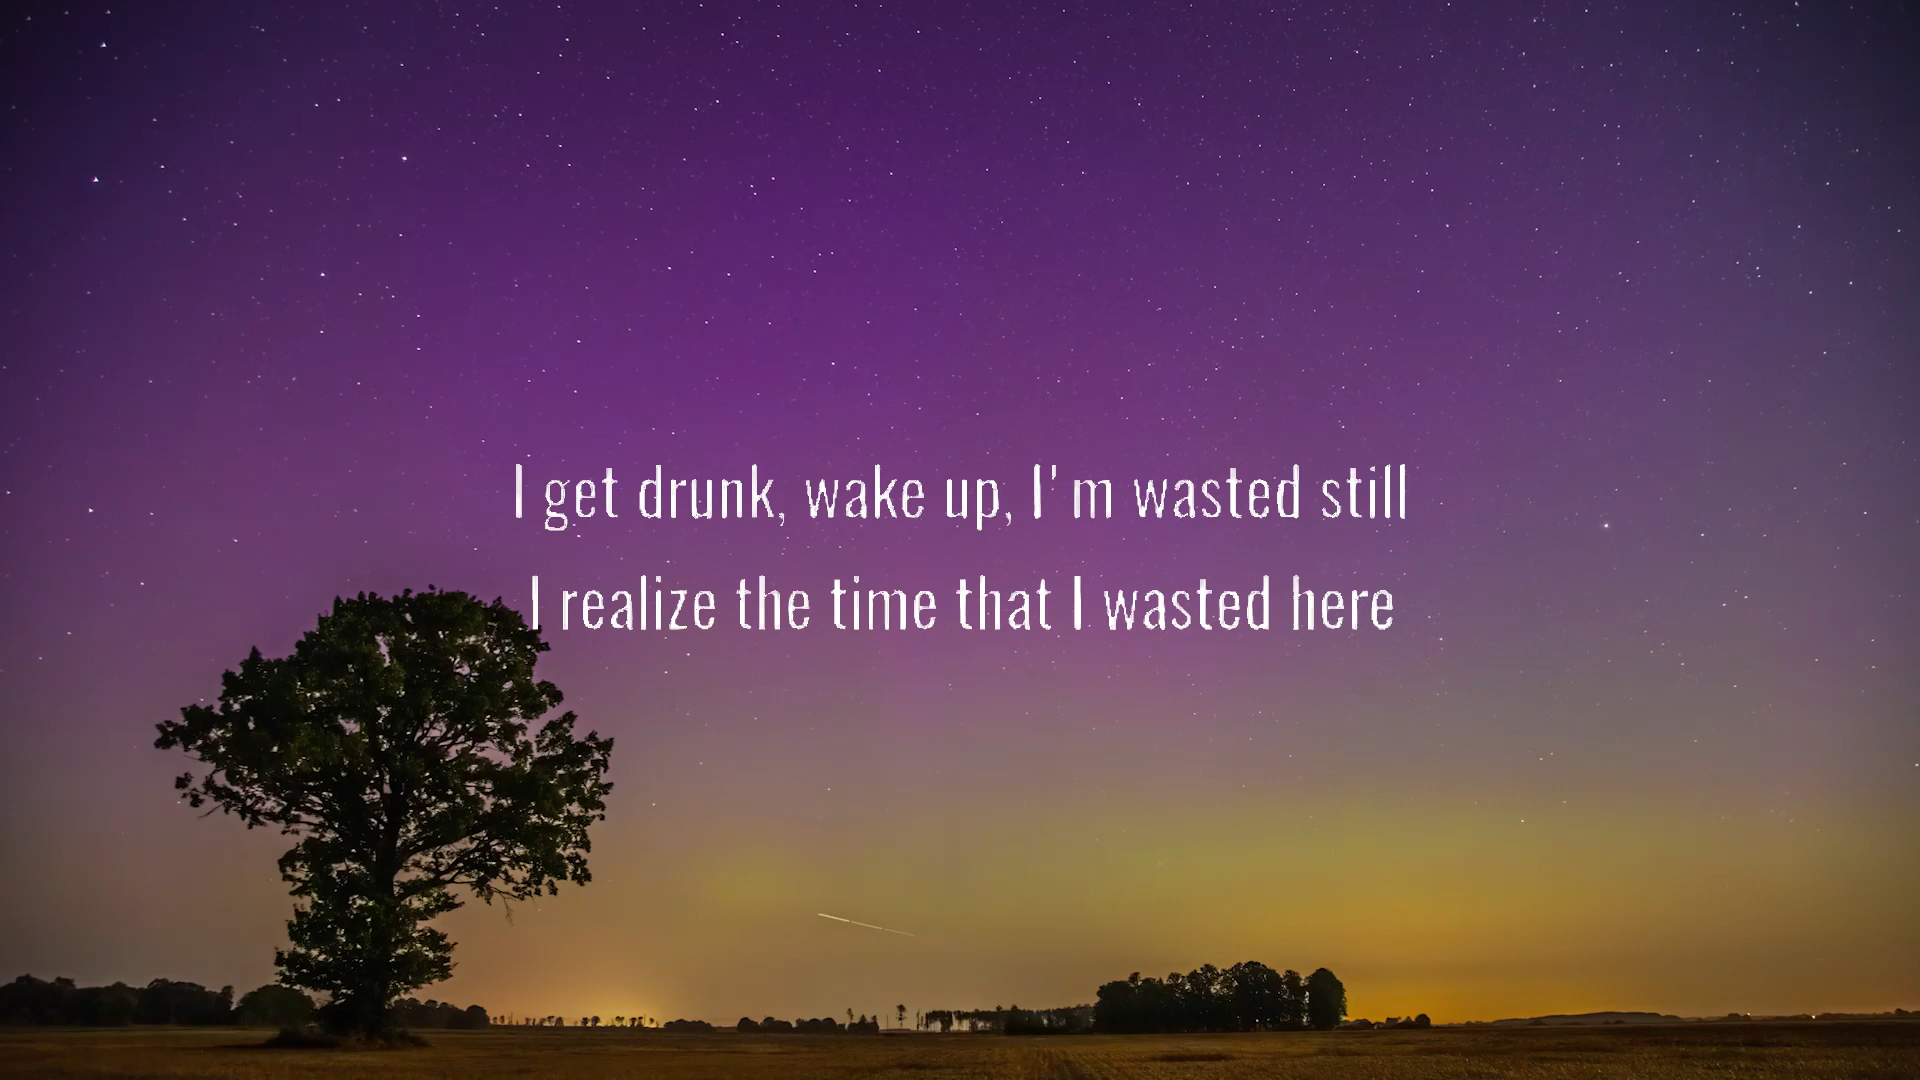 I get drunk, wake up, I'm wasted still
I realize the time that I wasted here